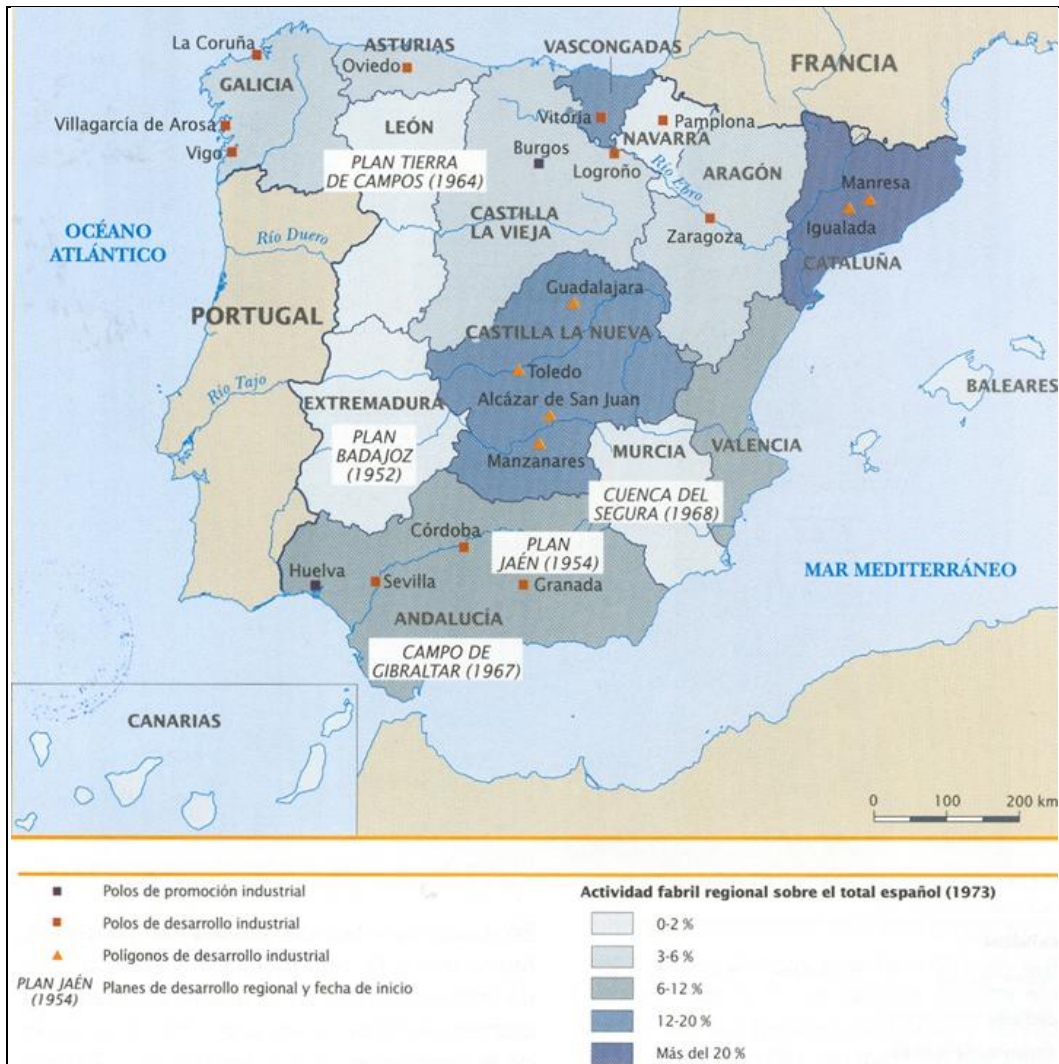 La Coruña
ASTURIAS
Oviedo
VASCONGADAS
FRANCIA
GALICIA
Villagarcía de Arosa
Vigo
LEÓN
PLAN TIERRA
DE CAMPOS (1964)
Vitoria
Pamplona
NAVARRA
Burgos
Logroño
Río Ebro
ARAGÓN
Manresa
Igualada
CATALUÑA
Zaragoza
OCÉANO
ATLÁNTICO
CASTILLA
LA VIEJA
Río Duero
PORTUGAL
Guadalajara
CASTILLA LA NUEVA
Toledo
Río Tajo
Alcázar de San Juan
BALEARES
EXTREMADURA
PLAN
BADAJOZ
(1952)
Manzanares
MURCIA
VALENCIA
CUENCA DEL
SEGURA (1968)
Córdoba
PLAN
JAÉN (1954)
Huelva
Sevilla
Granada
MAR MEDITERRÁNEO
ANDALUCÍA
CAMPO DE
GIBRALTAR (1967)
CANARIAS
0 100 200 km
Polos de promoción industrial
Polos de desarrollo industrial
Polígonos de desarrollo industrial
PLAN JAÉN
(1954)
Planes de desarrollo regional y fecha de inicio
Actividad fabril regional sobre el total español (1973)
0-2 %
3-6 %
6-12 %
12-20 %
Más del 20 %